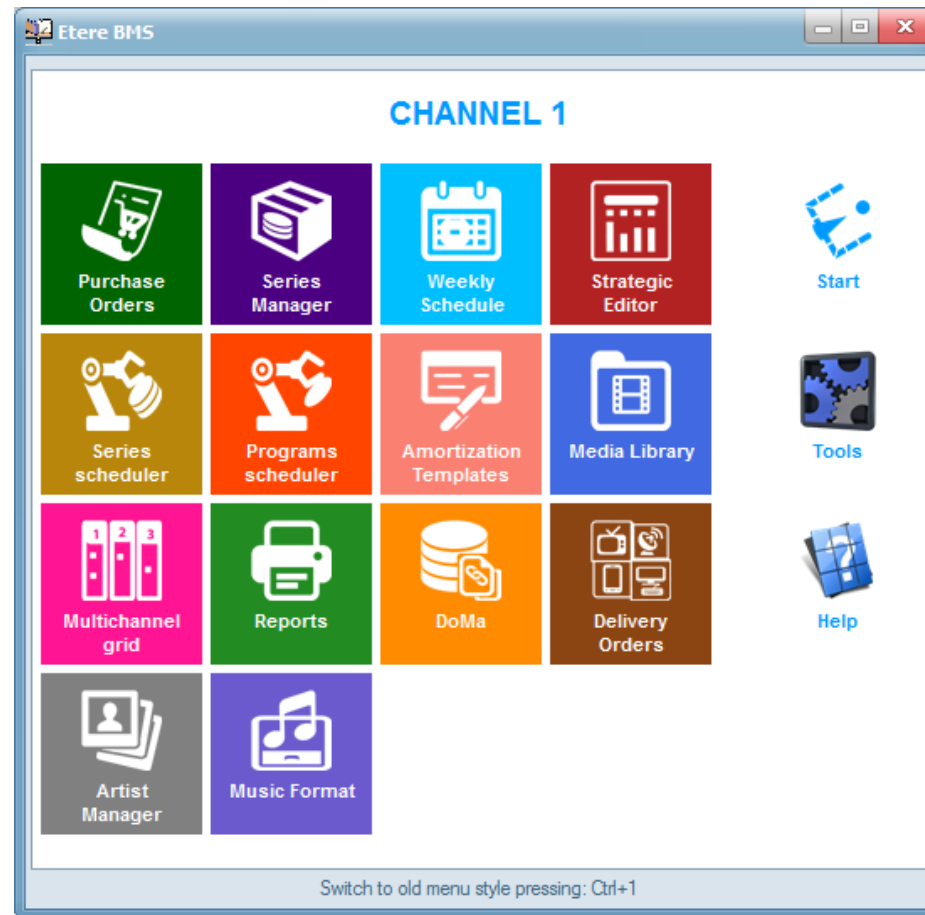 Etere BMS
CHANNEL 1
Purchase
Orders
Series
Manager
Weekly
Schedule
Strategic
Editor
Start
Series
scheduler
Programs
scheduler
Amortization
Templates
Media Library
Tools
1 2 3
Multichannel
grid
Reports
DoMa
Delivery
Orders
?
Help
Artist
Manager
Music Format
Switch to old menu style pressing: Ctrl+1